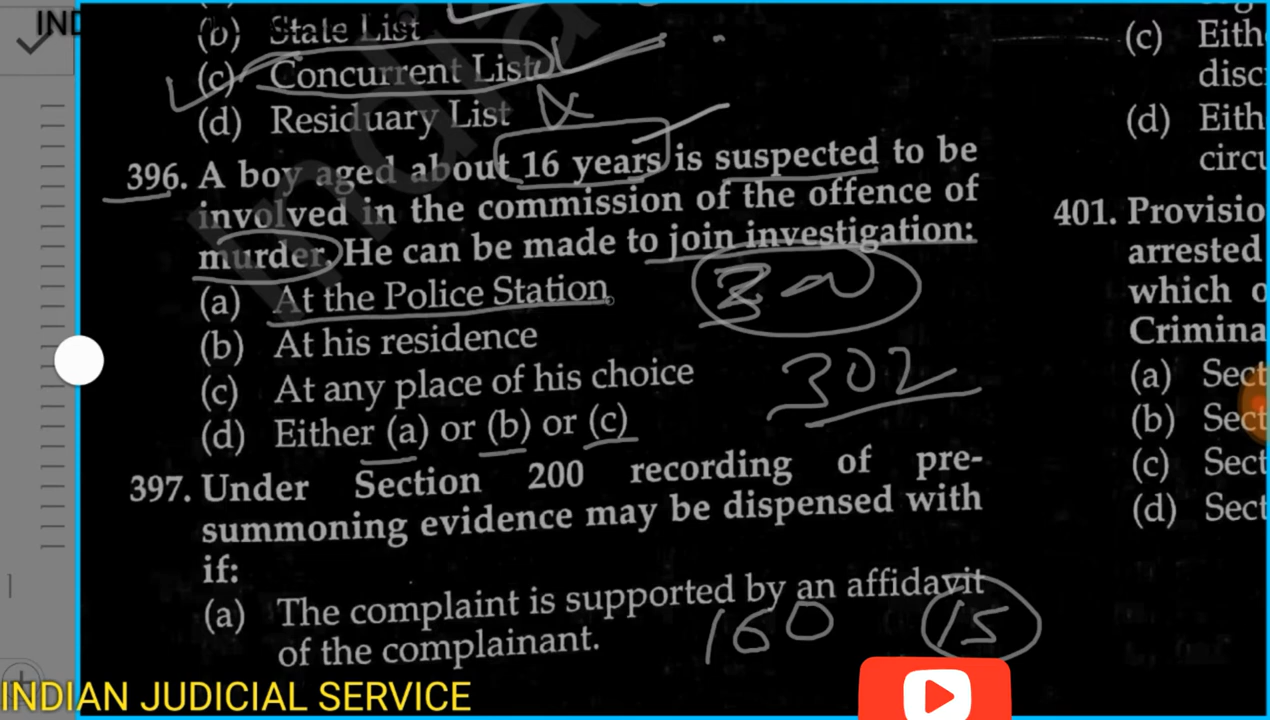 IND
(b) State List
(c) Concurrent List
(d) Residuary List
396. A boy aged about 16 years is suspected to be
involved in the commission of the offence of
murder. He can be made to join investigation:
(a) At the Police Station
(b) At his residence
(c) At any place of his choice
(d) Either (a) or (b) or (c)
302
397. Under Section 200 recording of pre-
summoning evidence may be dispensed with
if:
(a) The complaint is supported by an affidavit
of the complainant.
160 15
(c) Eith
disc
(d) Eith
circu
401. Provisio
arrested
which o
Crimina
(a) Sect
(b) Sect
(c) Sect
(d) Sect
India
INDIAN JUDICIAL SERVICE